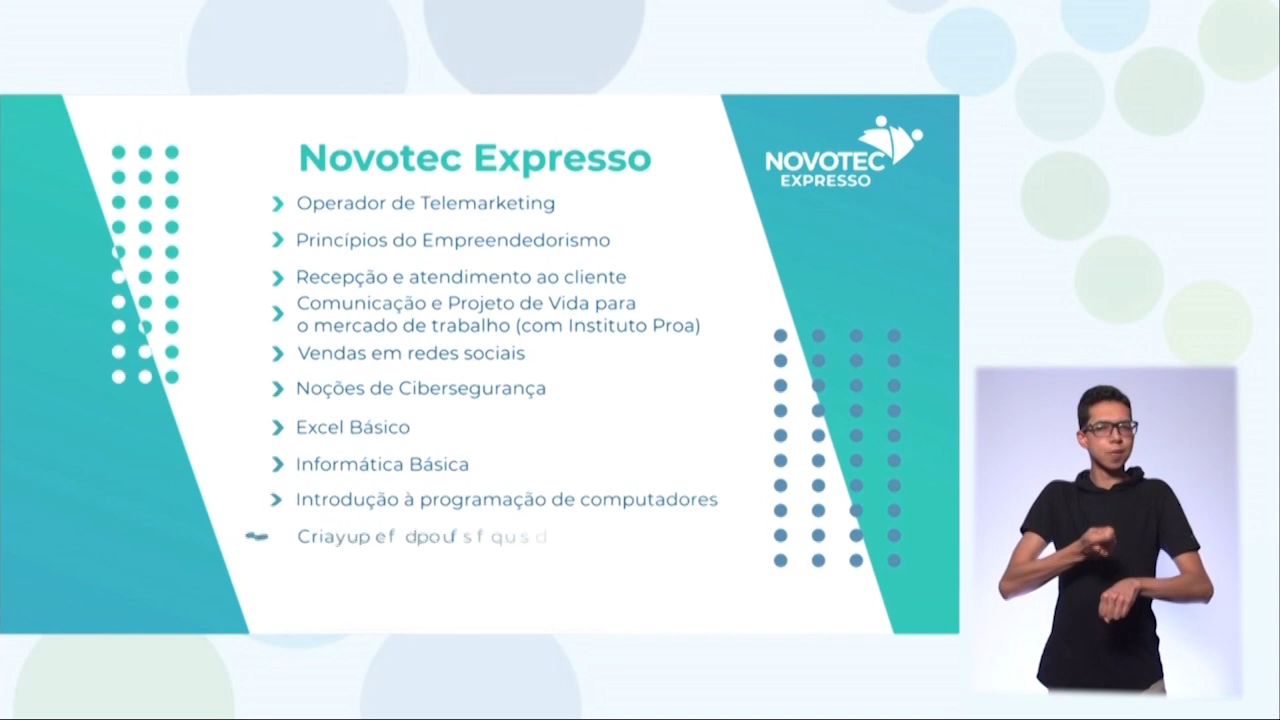 Novotec Expresso
NOVOTEC
EXPRESSO
Operador de Telemarketing
Princípios do Empreendedorismo
Recepção e atendimento ao cliente
Comunicação e Projeto de Vida para
o mercado de trabalho (com Instituto Proa)
Vendas em redes sociais
Noções de Cibersegurança
Excel Básico
Informática Básica
Introdução à programação de computadores